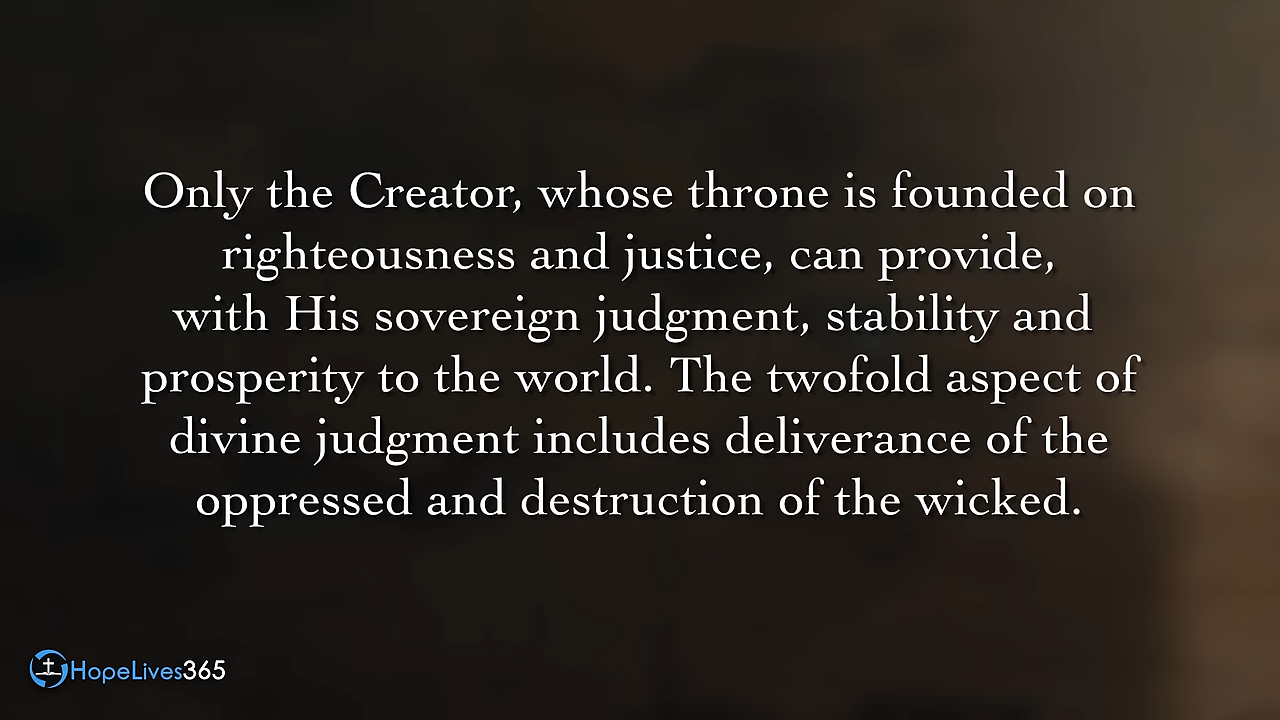 Only the Creator, whose throne is founded on
righteousness and justice, can provide,
with His sovereign judgment, stability and
prosperity to the world. The twofold aspect of
divine judgment includes deliverance of the
oppressed and destruction of the wicked.
HopeLives365